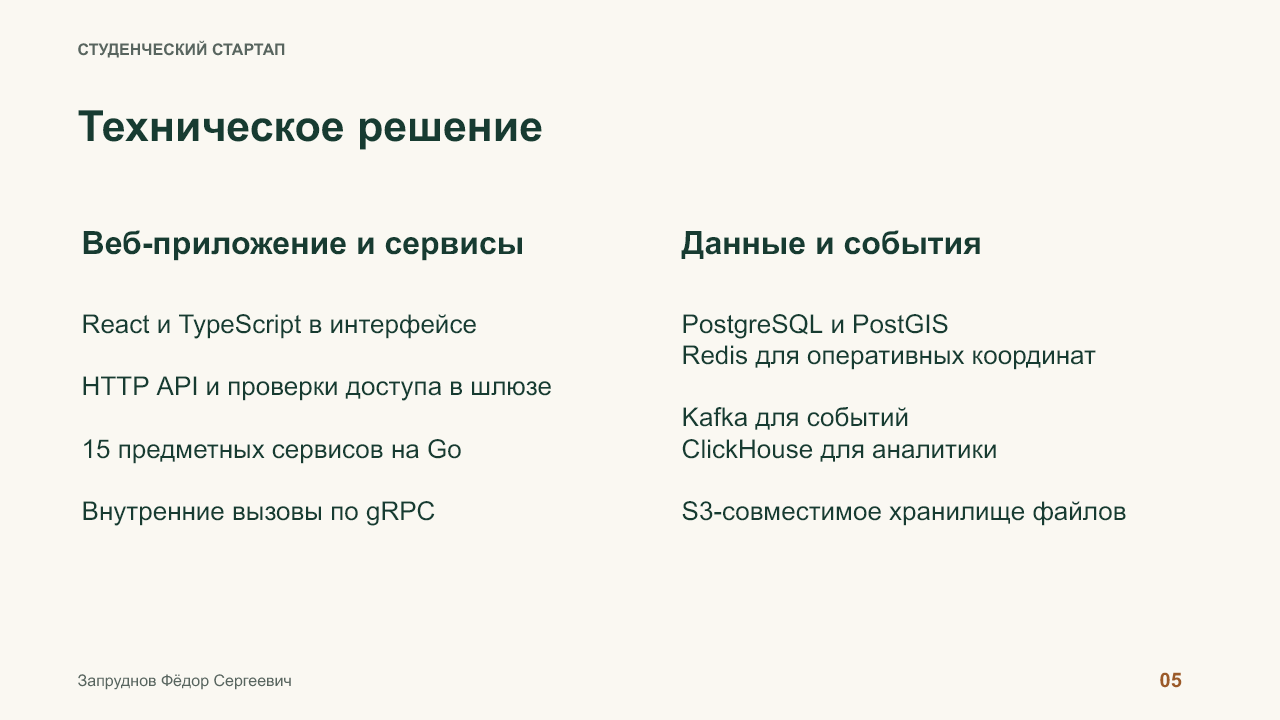 СТУДЕНЧЕСКИЙ СТАРТАП
Техническое решение
Веб-приложение и сервисы
React и TypeScript в интерфейсе
HTTP API и проверки доступа в шлюзе
15 предметных сервисов на Go
Внутренние вызовы по gRPC
Данные и события
PostgreSQL и PostGIS
Redis для оперативных координат
Kafka для событий
ClickHouse для аналитики
S3-совместимое хранилище файлов
Запруднов Фёдор Сергеевич
05